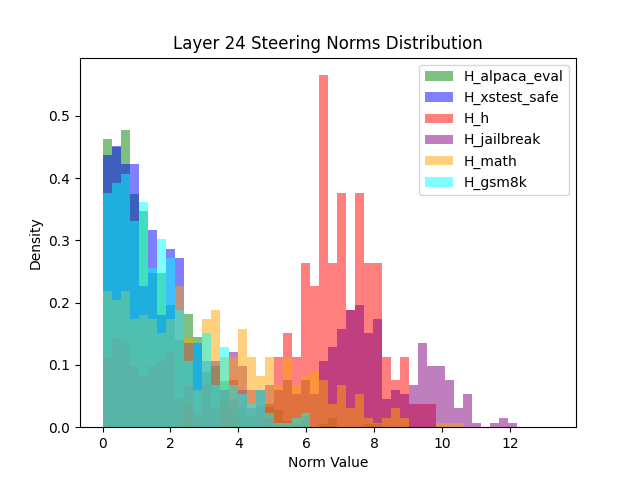 Layer 24 Steering Norms Distribution
H_alpaca_eval
H_xstest_safe
H_h
H_jailbreak
H_math
H_gsm8k
Density
0.5
0.4
0.3
0.2
0.1
0.0
0 2 4 6 8 10 12
Norm Value